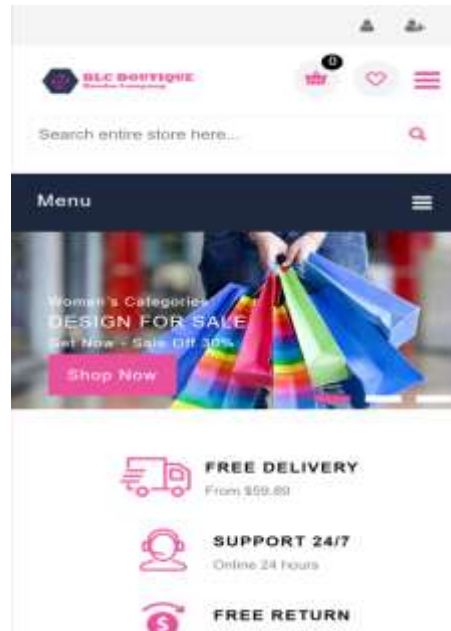 0
BLC BOUTIQUE
Search entire store here...
Menu
Women's Categories
DESIGN FOR SALE
Get Now - Sale Off 30%
Shop Now
FREE DELIVERY
From $59.89
SUPPORT 24/7
Online 24 hours
FREE RETURN